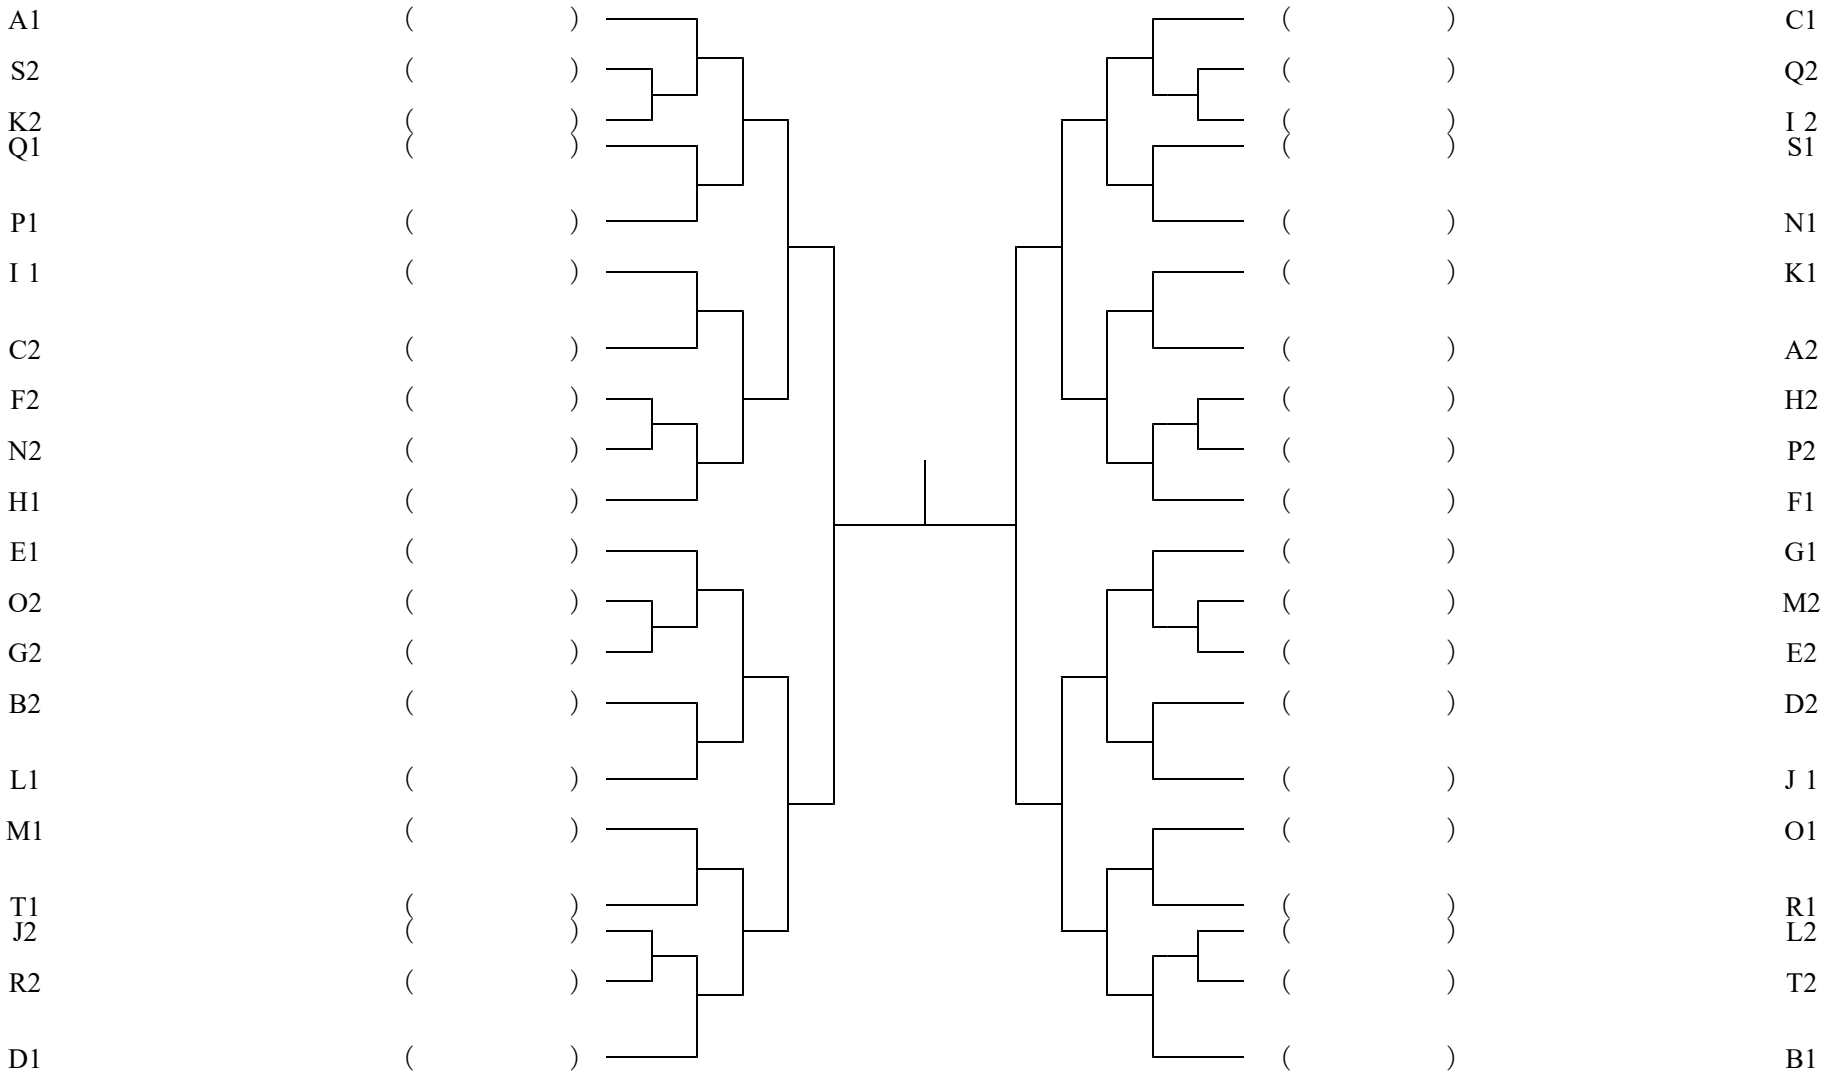 A1 ( ) ( ) C1
S2 ( ) ( ) Q2
K2 ( ) ( ) I 2
Q1 ( ) ( ) S1
P1 ( ) ( ) N1
I 1 ( ) ( ) K1
C2 ( ) ( ) A2
F2 ( ) ( ) H2
N2 ( ) ( ) P2
H1 ( ) ( ) F1
E1 ( ) ( ) G1
O2 ( ) ( ) M2
G2 ( ) ( ) E2
B2 ( ) ( ) D2
L1 ( ) ( ) J 1
M1 ( ) ( ) O1
T1 ( ) ( ) R1
J2 ( ) ( ) L2
R2 ( ) ( ) T2
D1 ( ) ( ) B1